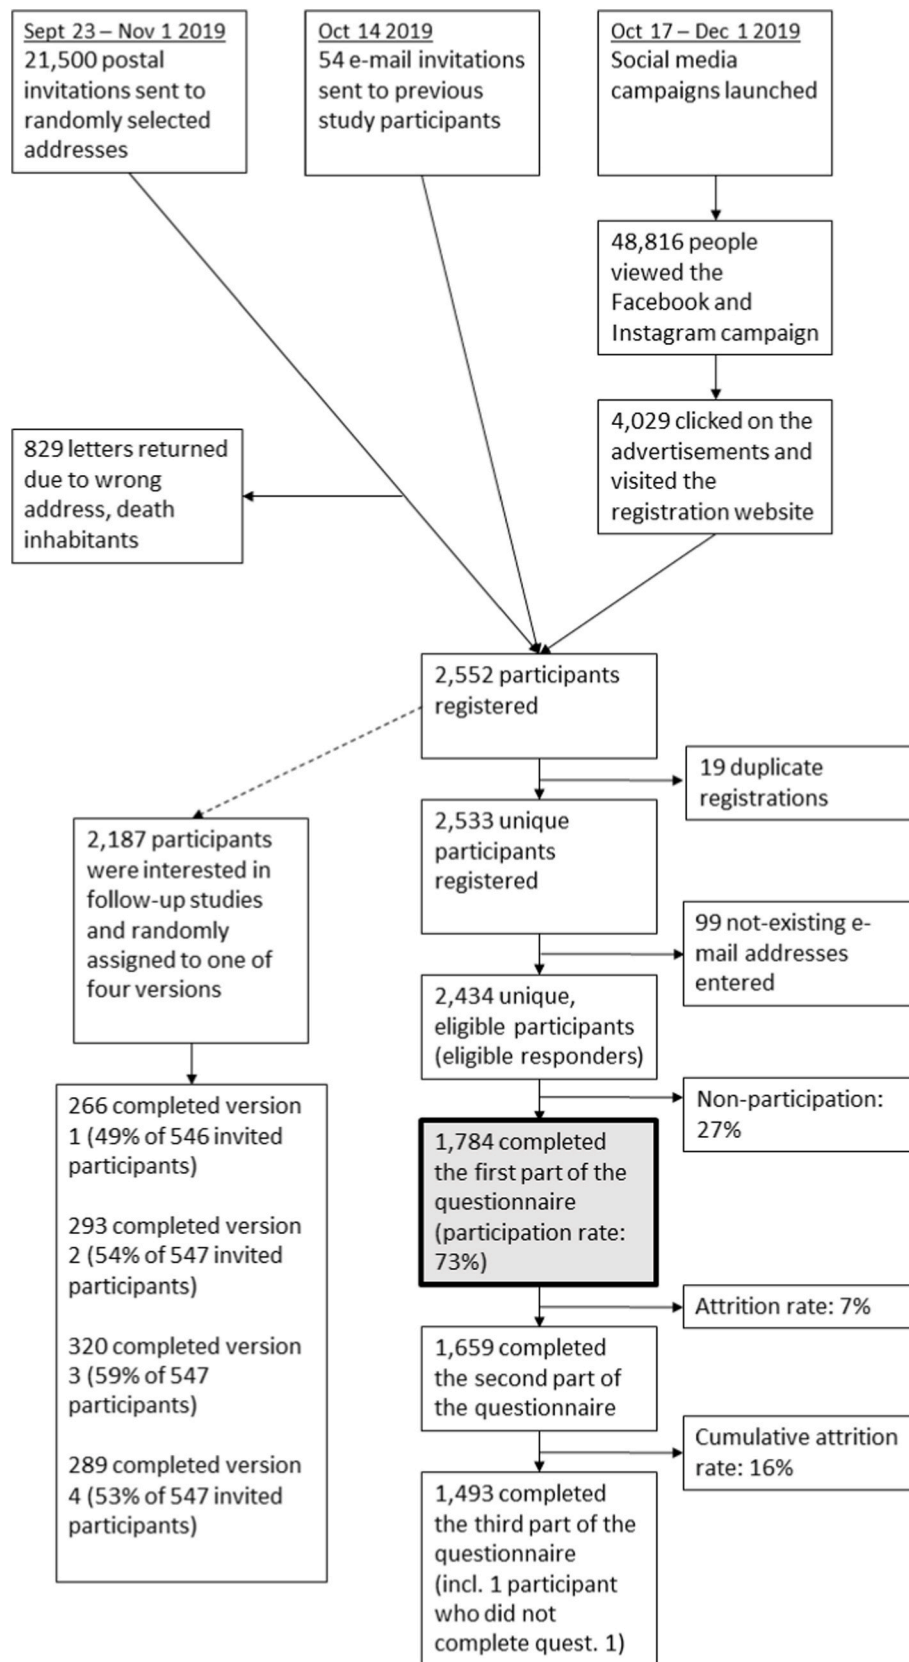 Sept 23 – Nov 1 2019
21,500 postal
invitations sent to
randomly selected
addresses
Oct 14 2019
54 e-mail invitations
sent to previous
study participants
Oct 17 – Dec 1 2019
Social media
campaigns launched
48,816 people
viewed the
Facebook and
Instagram campaign
829 letters returned
due to wrong
address, death
inhabitants
4,029 clicked on the
advertisements and
visited the
registration website
2,552 participants
registered
19 duplicate
registrations
2,533 unique
participants
registered
2,187 participants
were interested in
follow-up studies
and randomly
assigned to one of
four versions
99 not-existing e-
mail addresses
entered
2,434 unique,
eligible participants
(eligible responders)
Non-participation:
27%
266 completed version
1 (49% of 546 invited
participants)
293 completed version
2 (54% of 547 invited
participants)
320 completed version
3 (59% of 547
participants)
289 completed version
4 (53% of 547 invited
participants)
1,784 completed
the first part of the
questionnaire
(participation rate:
73%)
Attrition rate: 7%
1,659 completed
the second part of
the questionnaire
Cumulative attrition
rate: 16%
1,493 completed
the third part of the
questionnaire
(incl. 1 participant
who did not
complete quest. 1)